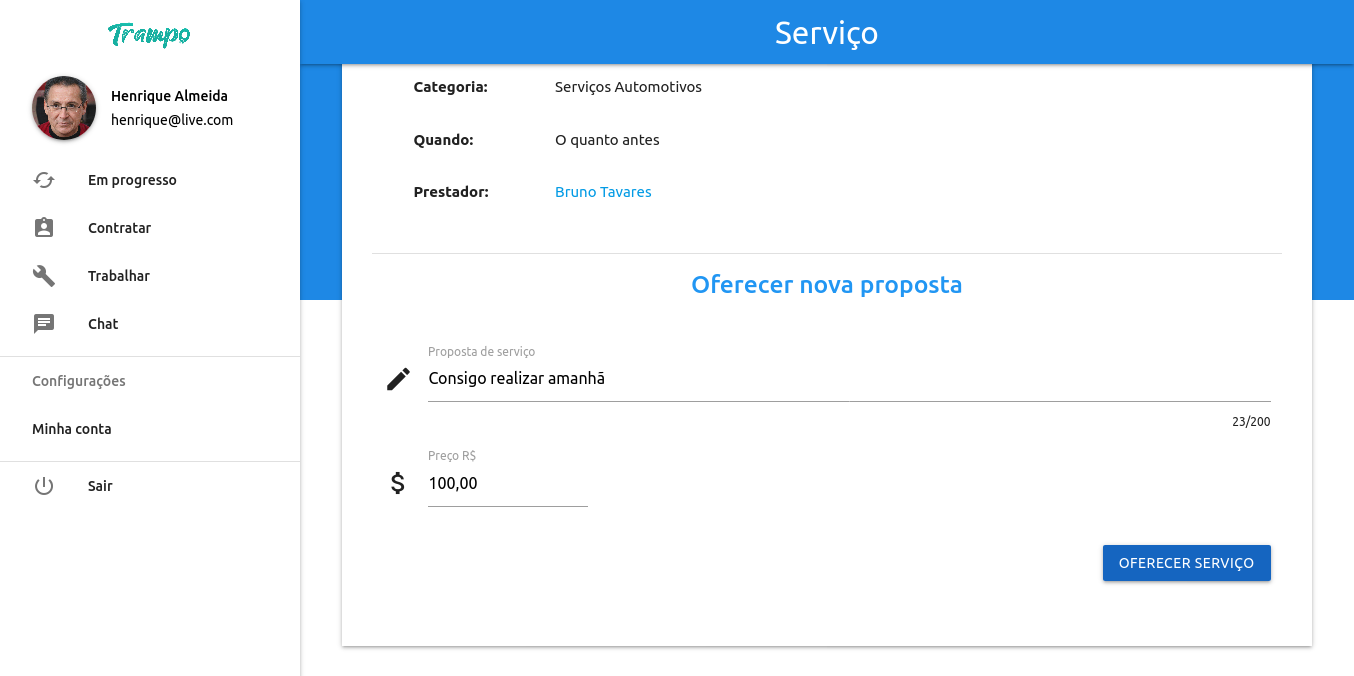 Trampo
Henrique Almeida
henrique@live.com
Em progresso
Contratar
Trabalhar
Chat
Configurações
Minha conta
Sair
Serviço
Categoria: Serviços Automotivos
Quando: O quanto antes
Prestador: Bruno Tavares
Oferecer nova proposta
Proposta de serviço
Consigo realizar amanhã
23/200
Preço R$
$ 100,00
OFERECER SERVIÇO